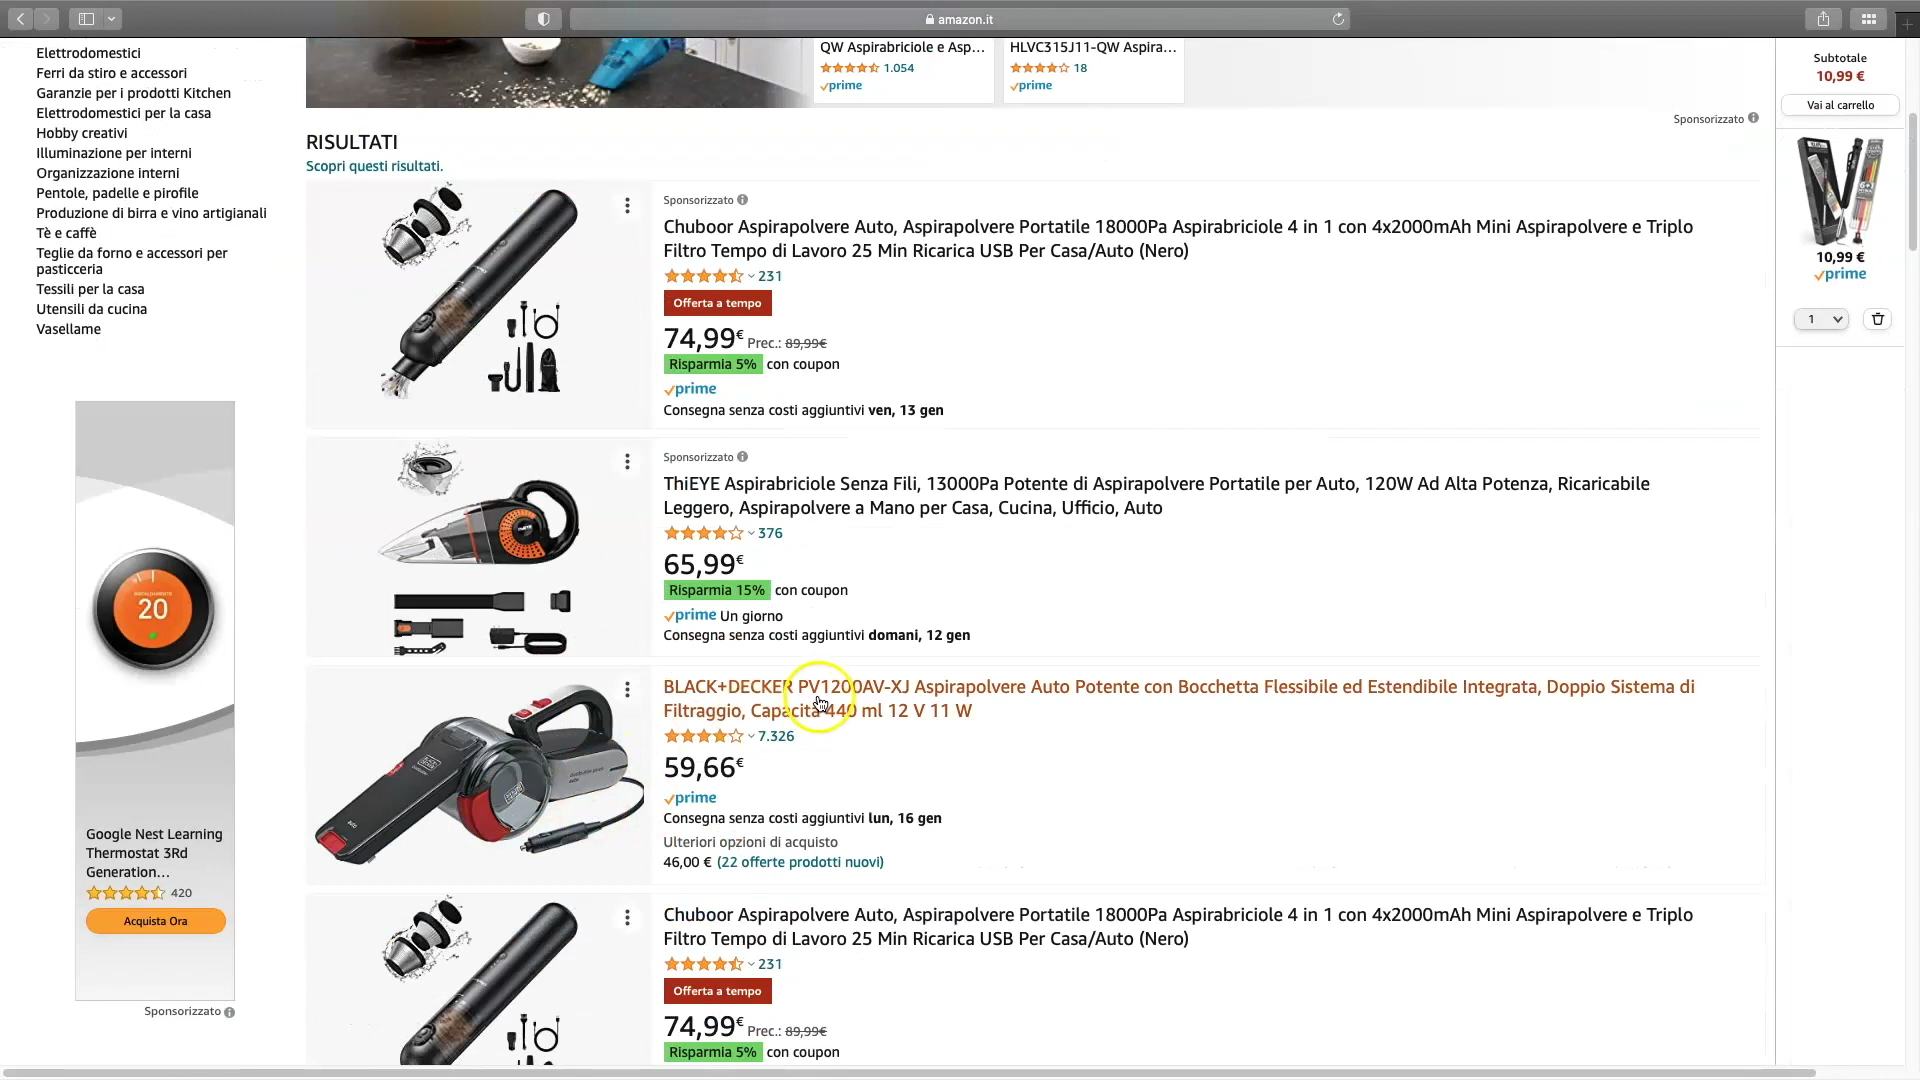 amazon.it
Elettrodomestici
Ferri da stiro e accessori
Garanzie per i prodotti Kitchen
Elettrodomestici per la casa
Hobby creativi
Illuminazione per interni
Organizzazione interni
Pentole, padelle e pirofile
Produzione di birra e vino artigianali
Tè e caffè
Teglie da forno e accessori per
pasticceria
Tessili per la casa
Utensili da cucina
Vasellame
20
Google Nest Learning
Thermostat 3Rd
Generation...
420
Acquista Ora
Sponsorizzato
QW Aspirabriciole e Asp...
1.054
prime
HLVC315J11-QW Aspira...
18
prime
Sponsorizzato
RISULTATI
Scopri questi risultati.
Sponsorizzato
Chuboor Aspirapolvere Auto, Aspirapolvere Portatile 18000Pa Aspirabriciole 4 in 1 con 4x2000mAh Mini Aspirapolvere e Triplo
Filtro Tempo di Lavoro 25 Min Ricarica USB Per Casa/Auto (Nero)
231
Offerta a tempo
74,99€ Prec.: 89,99€
Risparmia 5% con coupon
prime
Consegna senza costi aggiuntivi ven, 13 gen
Sponsorizzato
ThiEYE Aspirabriciole Senza Fili, 13000Pa Potente di Aspirapolvere Portatile per Auto, 120W Ad Alta Potenza, Ricaricabile
Leggero, Aspirapolvere a Mano per Casa, Cucina, Ufficio, Auto
376
65,99€
Risparmia 15% con coupon
prime Un giorno
Consegna senza costi aggiuntivi domani, 12 gen
BLACK+DECKER PV1200AV-XJ Aspirapolvere Auto Potente con Bocchetta Flessibile ed Estendibile Integrata, Doppio Sistema di
Filtraggio, Capacità 440 ml 12 V 11 W
7.326
59,66€
prime
Consegna senza costi aggiuntivi lun, 16 gen
Ulteriori opzioni di acquisto
46,00 € (22 offerte prodotti nuovi)
Chuboor Aspirapolvere Auto, Aspirapolvere Portatile 18000Pa Aspirabriciole 4 in 1 con 4x2000mAh Mini Aspirapolvere e Triplo
Filtro Tempo di Lavoro 25 Min Ricarica USB Per Casa/Auto (Nero)
231
Offerta a tempo
74,99€ Prec.: 89,99€
Risparmia 5% con coupon
Subtotale
10,99 €
Vai al carrello
10,99 €
prime
1